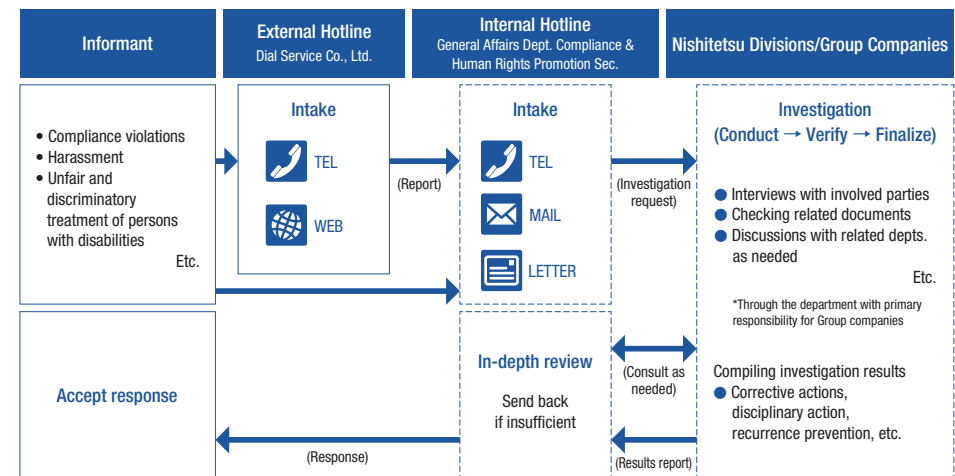 Informant
External Hotline
Dial Service Co., Ltd.
Internal Hotline
General Affairs Dept. Compliance &
Human Rights Promotion Sec.
Nishitetsu Divisions/Group Companies
• Compliance violations
• Harassment
• Unfair and
discriminatory
treatment of persons
with disabilities
Etc.
Intake
TEL
WEB
(Report)
Intake
TEL
MAIL
LETTER
(Investigation
request)
Investigation
(Conduct → Verify → Finalize)
● Interviews with involved parties
● Checking related documents
● Discussions with related depts.
as needed
Etc.
*Through the department with primary
responsibility for Group companies
Accept response
(Response)
In-depth review
Send back
if insufficient
(Consult as
needed)
(Results report)
Compiling investigation results
● Corrective actions,
disciplinary action,
recurrence prevention, etc.